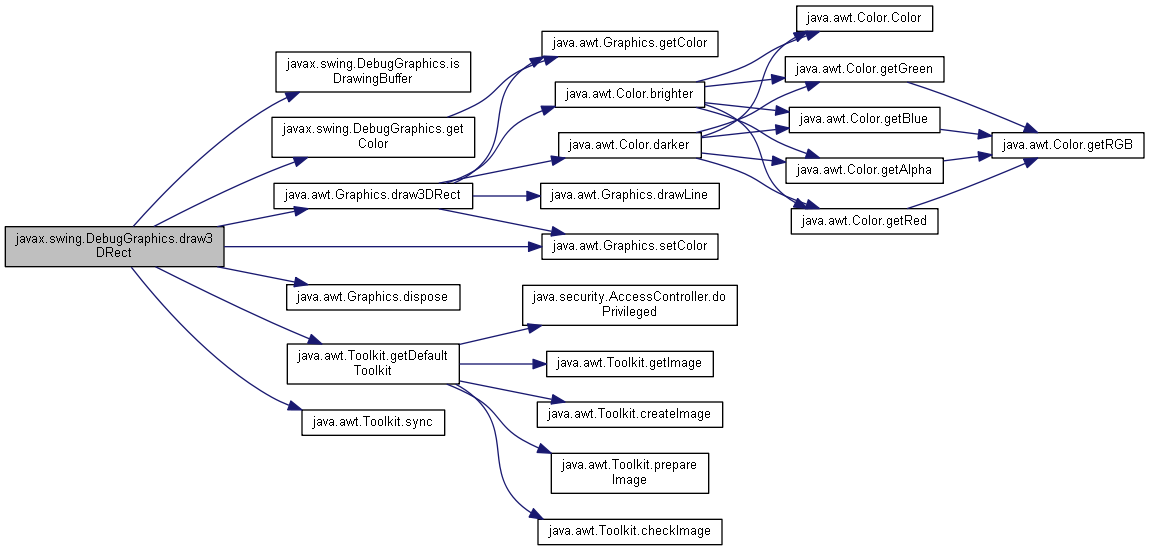 javax.swing.DebugGraphics.draw3
DRect
javax.swing.DebugGraphics.is
DrawingBuffer
javax.swing.DebugGraphics.get
Color
java.awt.Graphics.draw3DRect
java.awt.Graphics.dispose
java.awt.Toolkit.getDefault
Toolkit
java.awt.Toolkit.sync
java.awt.Graphics.getColor
java.awt.Color.brighter
java.awt.Color.darker
java.awt.Graphics.drawLine
java.awt.Graphics.setColor
java.security.AccessController.do
Privileged
java.awt.Toolkit.getImage
java.awt.Toolkit.createImage
java.awt.Toolkit.prepare
Image
java.awt.Toolkit.checkImage
java.awt.Color.Color
java.awt.Color.getGreen
java.awt.Color.getBlue
java.awt.Color.getAlpha
java.awt.Color.getRed
java.awt.Color.getRGB